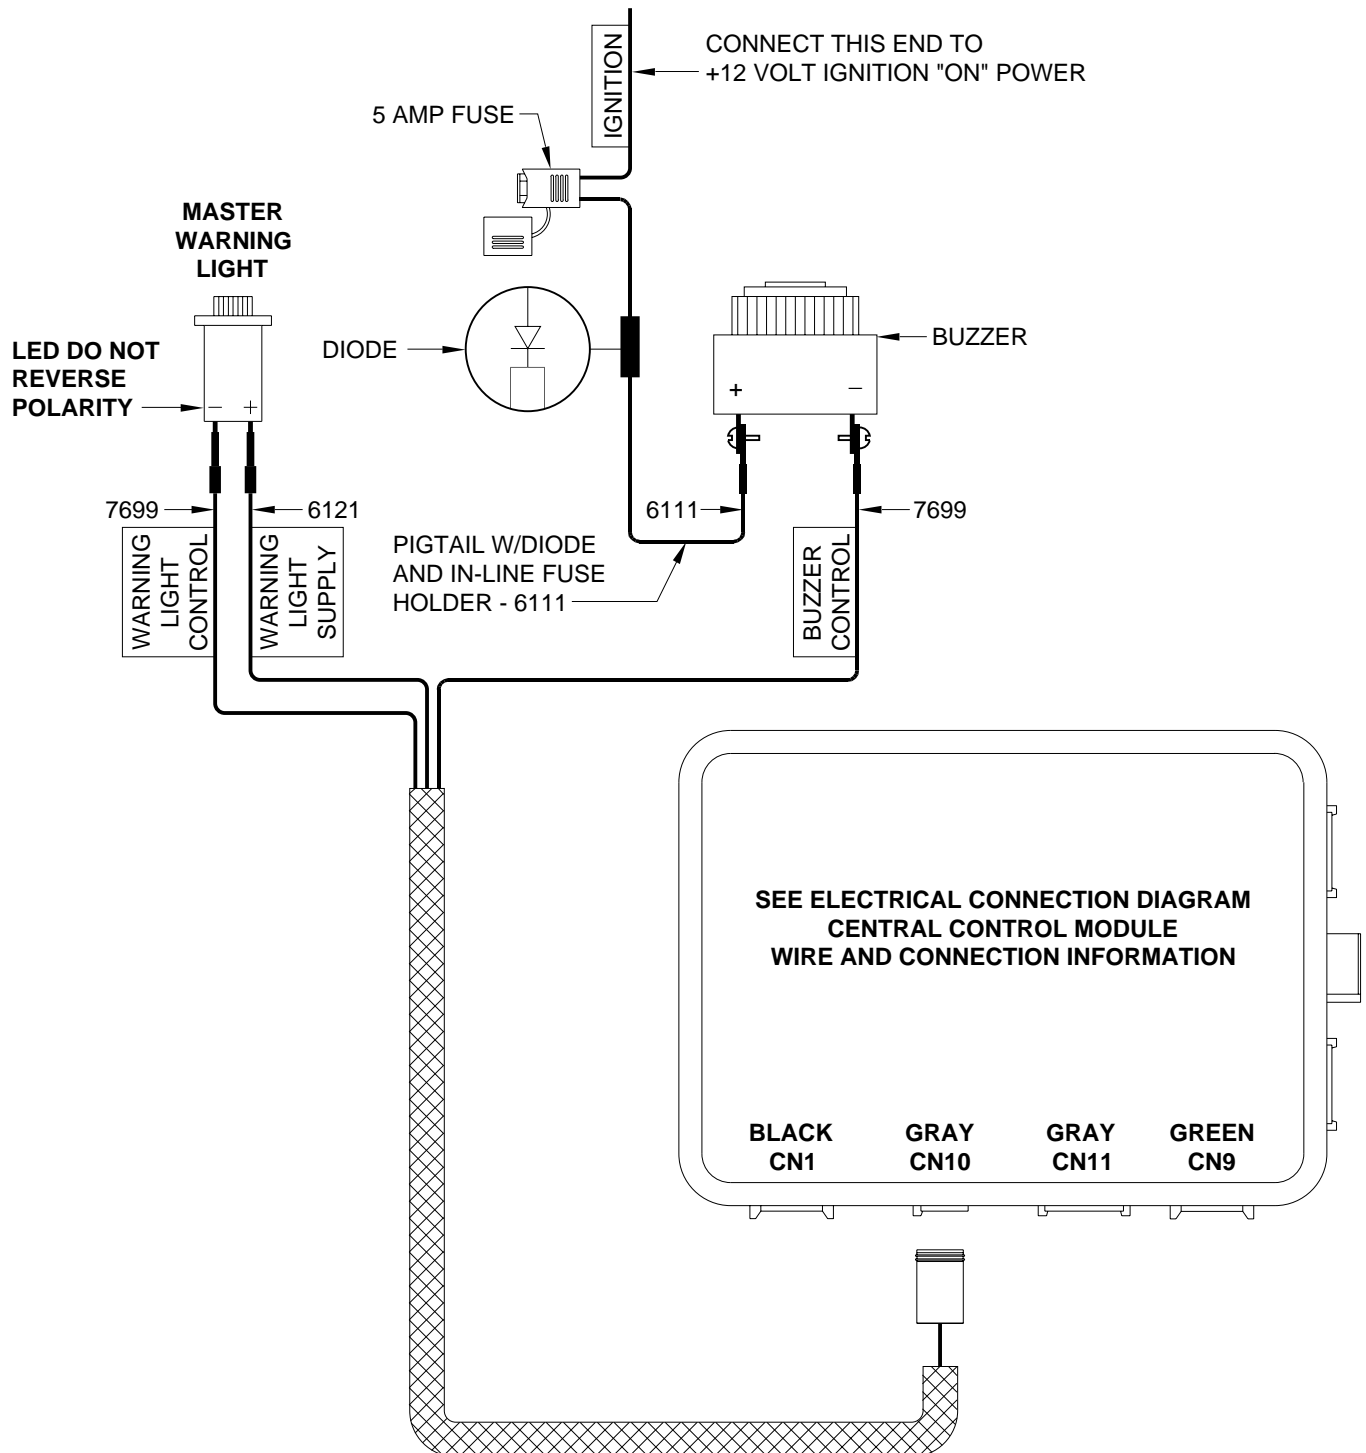 CONNECT THIS END TO
+12 VOLT IGNITION "ON" POWER
IGNITION
5 AMP FUSE
MASTER
WARNING
LIGHT
DIODE
BUZZER
LED DO NOT
REVERSE
POLARITY
- +
+ -
7699
6121
6111
7699
WARNING
LIGHT
CONTROL
WARNING
LIGHT
SUPPLY
PIGTAIL W/DIODE
AND IN-LINE FUSE
HOLDER - 6111
BUZZER
CONTROL
SEE ELECTRICAL CONNECTION DIAGRAM
CENTRAL CONTROL MODULE
WIRE AND CONNECTION INFORMATION
BLACK
CN1
GRAY
CN10
GRAY
CN11
GREEN
CN9